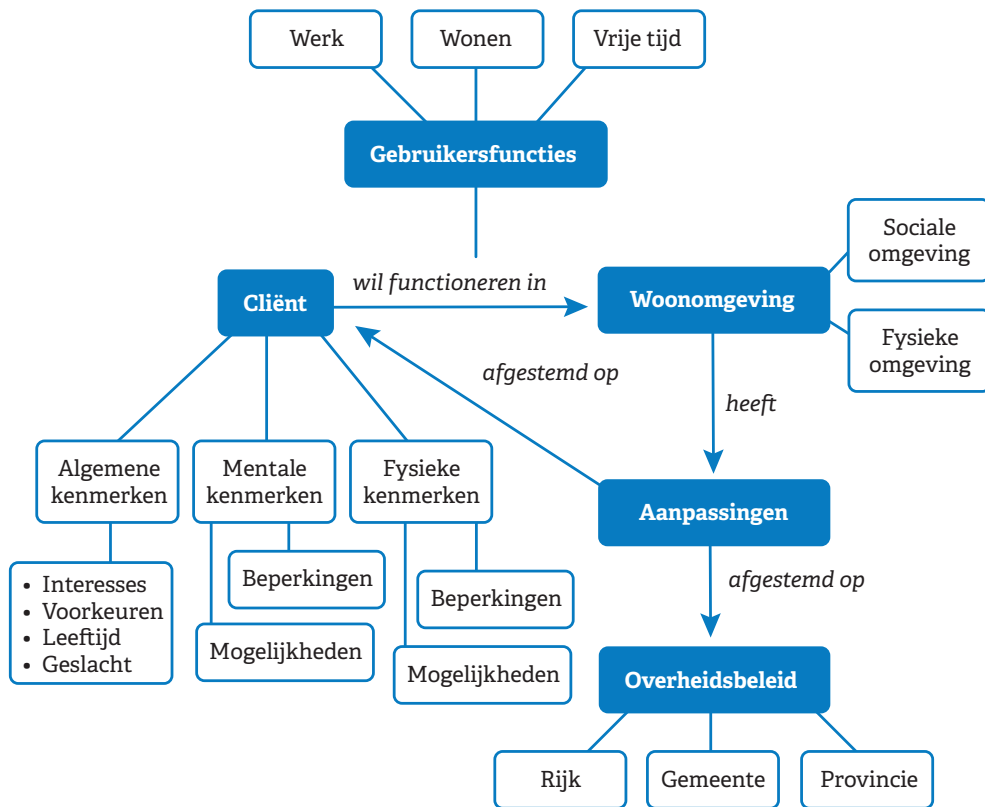 Werk
Wonen
Vrije tijd
Gebruikersfuncties
Sociale
omgeving
Cliënt
wil functioneren in
Woonomgeving
Fysieke
omgeving
afgestemd op
heeft
Algemene
kenmerken
Mentale
kenmerken
Fysieke
kenmerken
Aanpassingen
• Interesses
• Voorkeuren
• Leeftijd
• Geslacht
Beperkingen
Mogelijkheden
Beperkingen
Mogelijkheden
afgestemd op
Overheidsbeleid
Rijk
Gemeente
Provincie